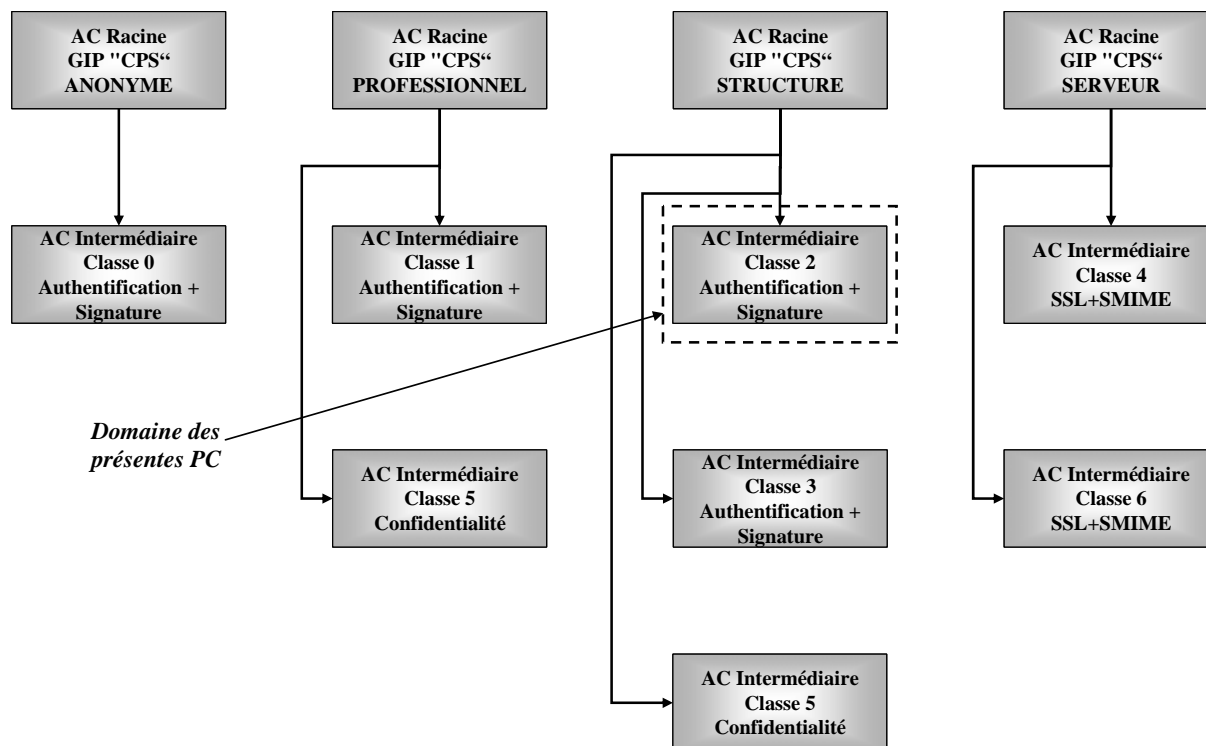 AC Racine
GIP "CPS“
ANONYME
AC Racine
GIP "CPS“
PROFESSIONNEL
AC Racine
GIP "CPS“
STRUCTURE
AC Racine
GIP "CPS“
SERVEUR
AC Intermédiaire
Classe 0
Authentification +
Signature
AC Intermédiaire
Classe 1
Authentification +
Signature
AC Intermédiaire
Classe 2
Authentification +
Signature
AC Intermédiaire
Classe 4
SSL+SMIME
Domaine des
présentes PC
AC Intermédiaire
Classe 5
Confidentialité
AC Intermédiaire
Classe 3
Authentification +
Signature
AC Intermédiaire
Classe 6
SSL+SMIME
AC Intermédiaire
Classe 5
Confidentialité